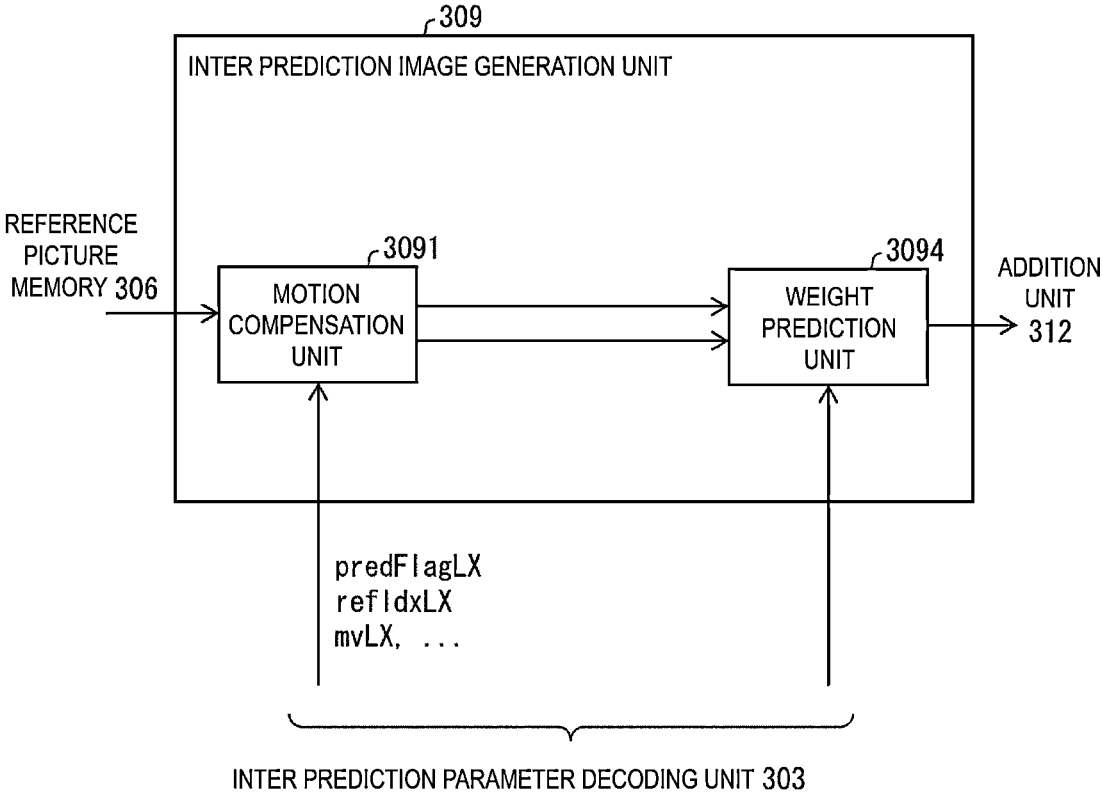 309
INTER PREDICTION IMAGE GENERATION UNIT
REFERENCE
PICTURE
MEMORY 306
3091
MOTION
COMPENSATION
UNIT
3094
WEIGHT
PREDICTION
UNIT
ADDITION
UNIT
312
predFlagLX
refIdxLX
mvLX, ...
INTER PREDICTION PARAMETER DECODING UNIT 303